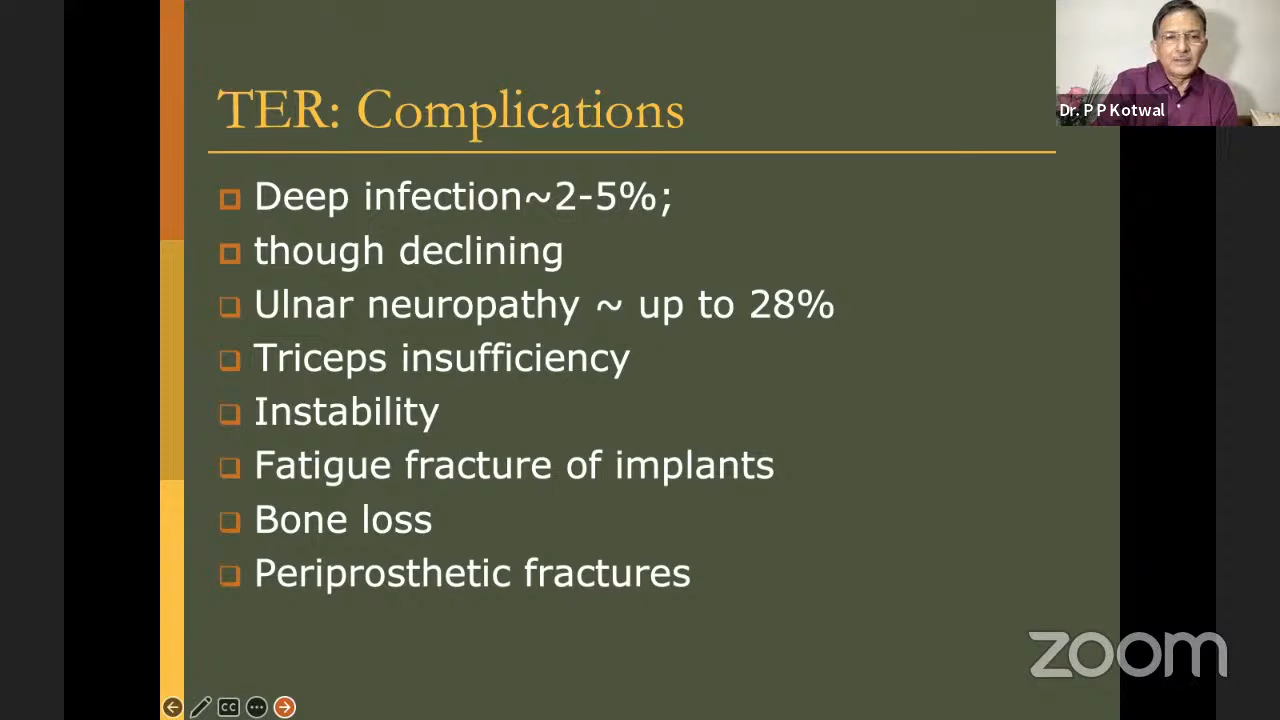 TER: Complications
Dr. P P Kotwal
Deep infection~2-5%;
though declining
Ulnar neuropathy ~ up to 28%
Triceps insufficiency
Instability
Fatigue fracture of implants
Bone loss
Periprosthetic fractures
zoom
CC